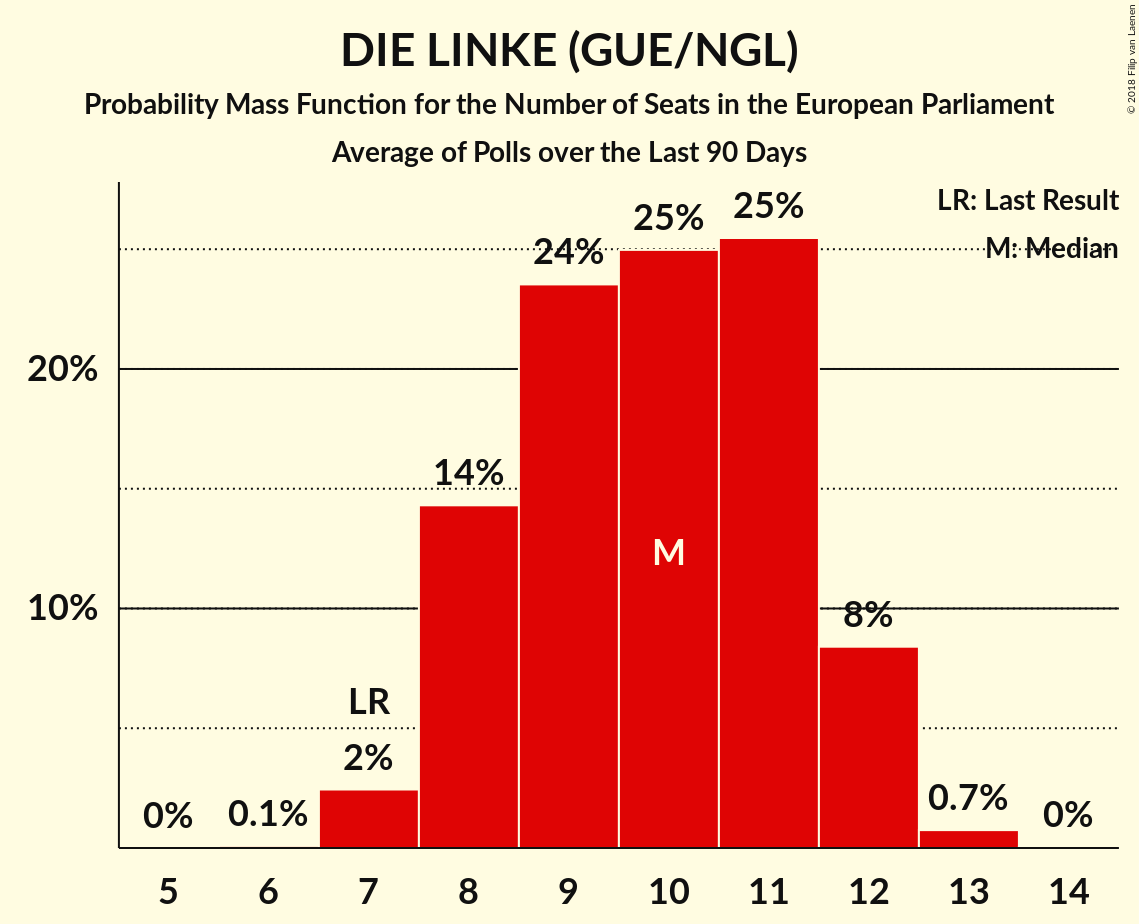 DIE LINKE (GUE/NGL)
Probability Mass Function for the Number of Seats in the European Parliament
Average of Polls over the Last 90 Days
© 2018 Filip van Laenen
LR: Last Result
M: Median
25%
25%
24%
20%
14%
M
10%
8%
LR
2%
0%
0.1%
0.7%
0%
5 6 7 8 9 10 11 12 13 14